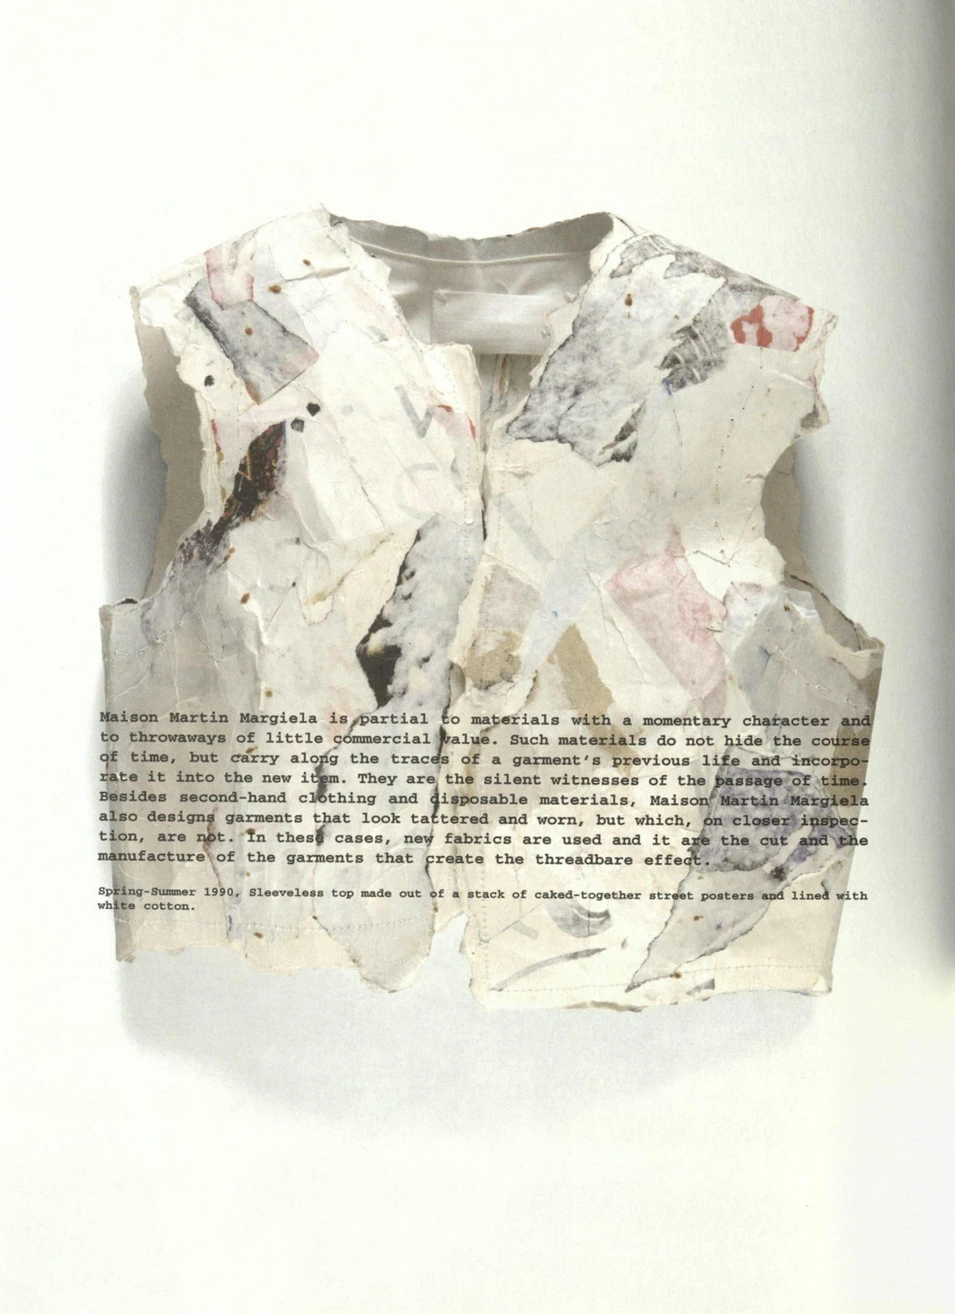 Maison Martin Margiela is partial to materials with a momentary character and
to throwaways of little commercial value. Such materials do not hide the course
of time, but carry along the traces of a garment's previous life and incorpo-
rate it into the new item. They are the silent witnesses of the passage of time.
Besides second-hand clothing and disposable materials, Maison Martin Margiela
also designs garments that look tattered and worn, but which, on closer inspec-
tion, are not. In these cases, new fabrics are used and it are the cut and the
manufacture of the garments that create the threadbare effect.
Spring-Summer 1990, Sleeveless top made out of a stack of caked-together street posters and lined with
white cotton.